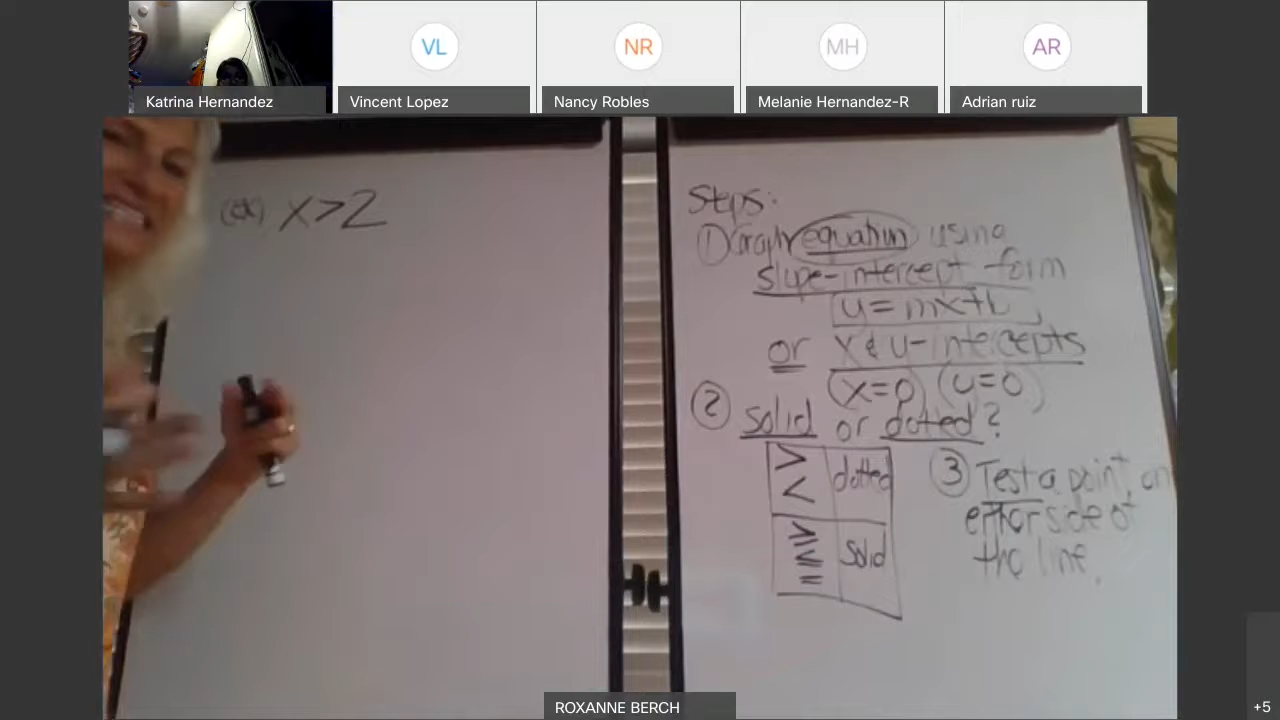 VL
NR
MH
AR
Katrina Hernandez
Vincent Lopez
Nancy Robles
Melanie Hernandez-R
Adrian ruiz
(ex) x>2
Steps:
① Graph equation using
slope-intercept form
y=mx+b
or x & y-intercepts
(x=0) (y=0)
② solid or dotted?
> dotted
<
≥ solid
≤
=
③ Test a point on
either side of
the line.
ROXANNE BERCH
+5